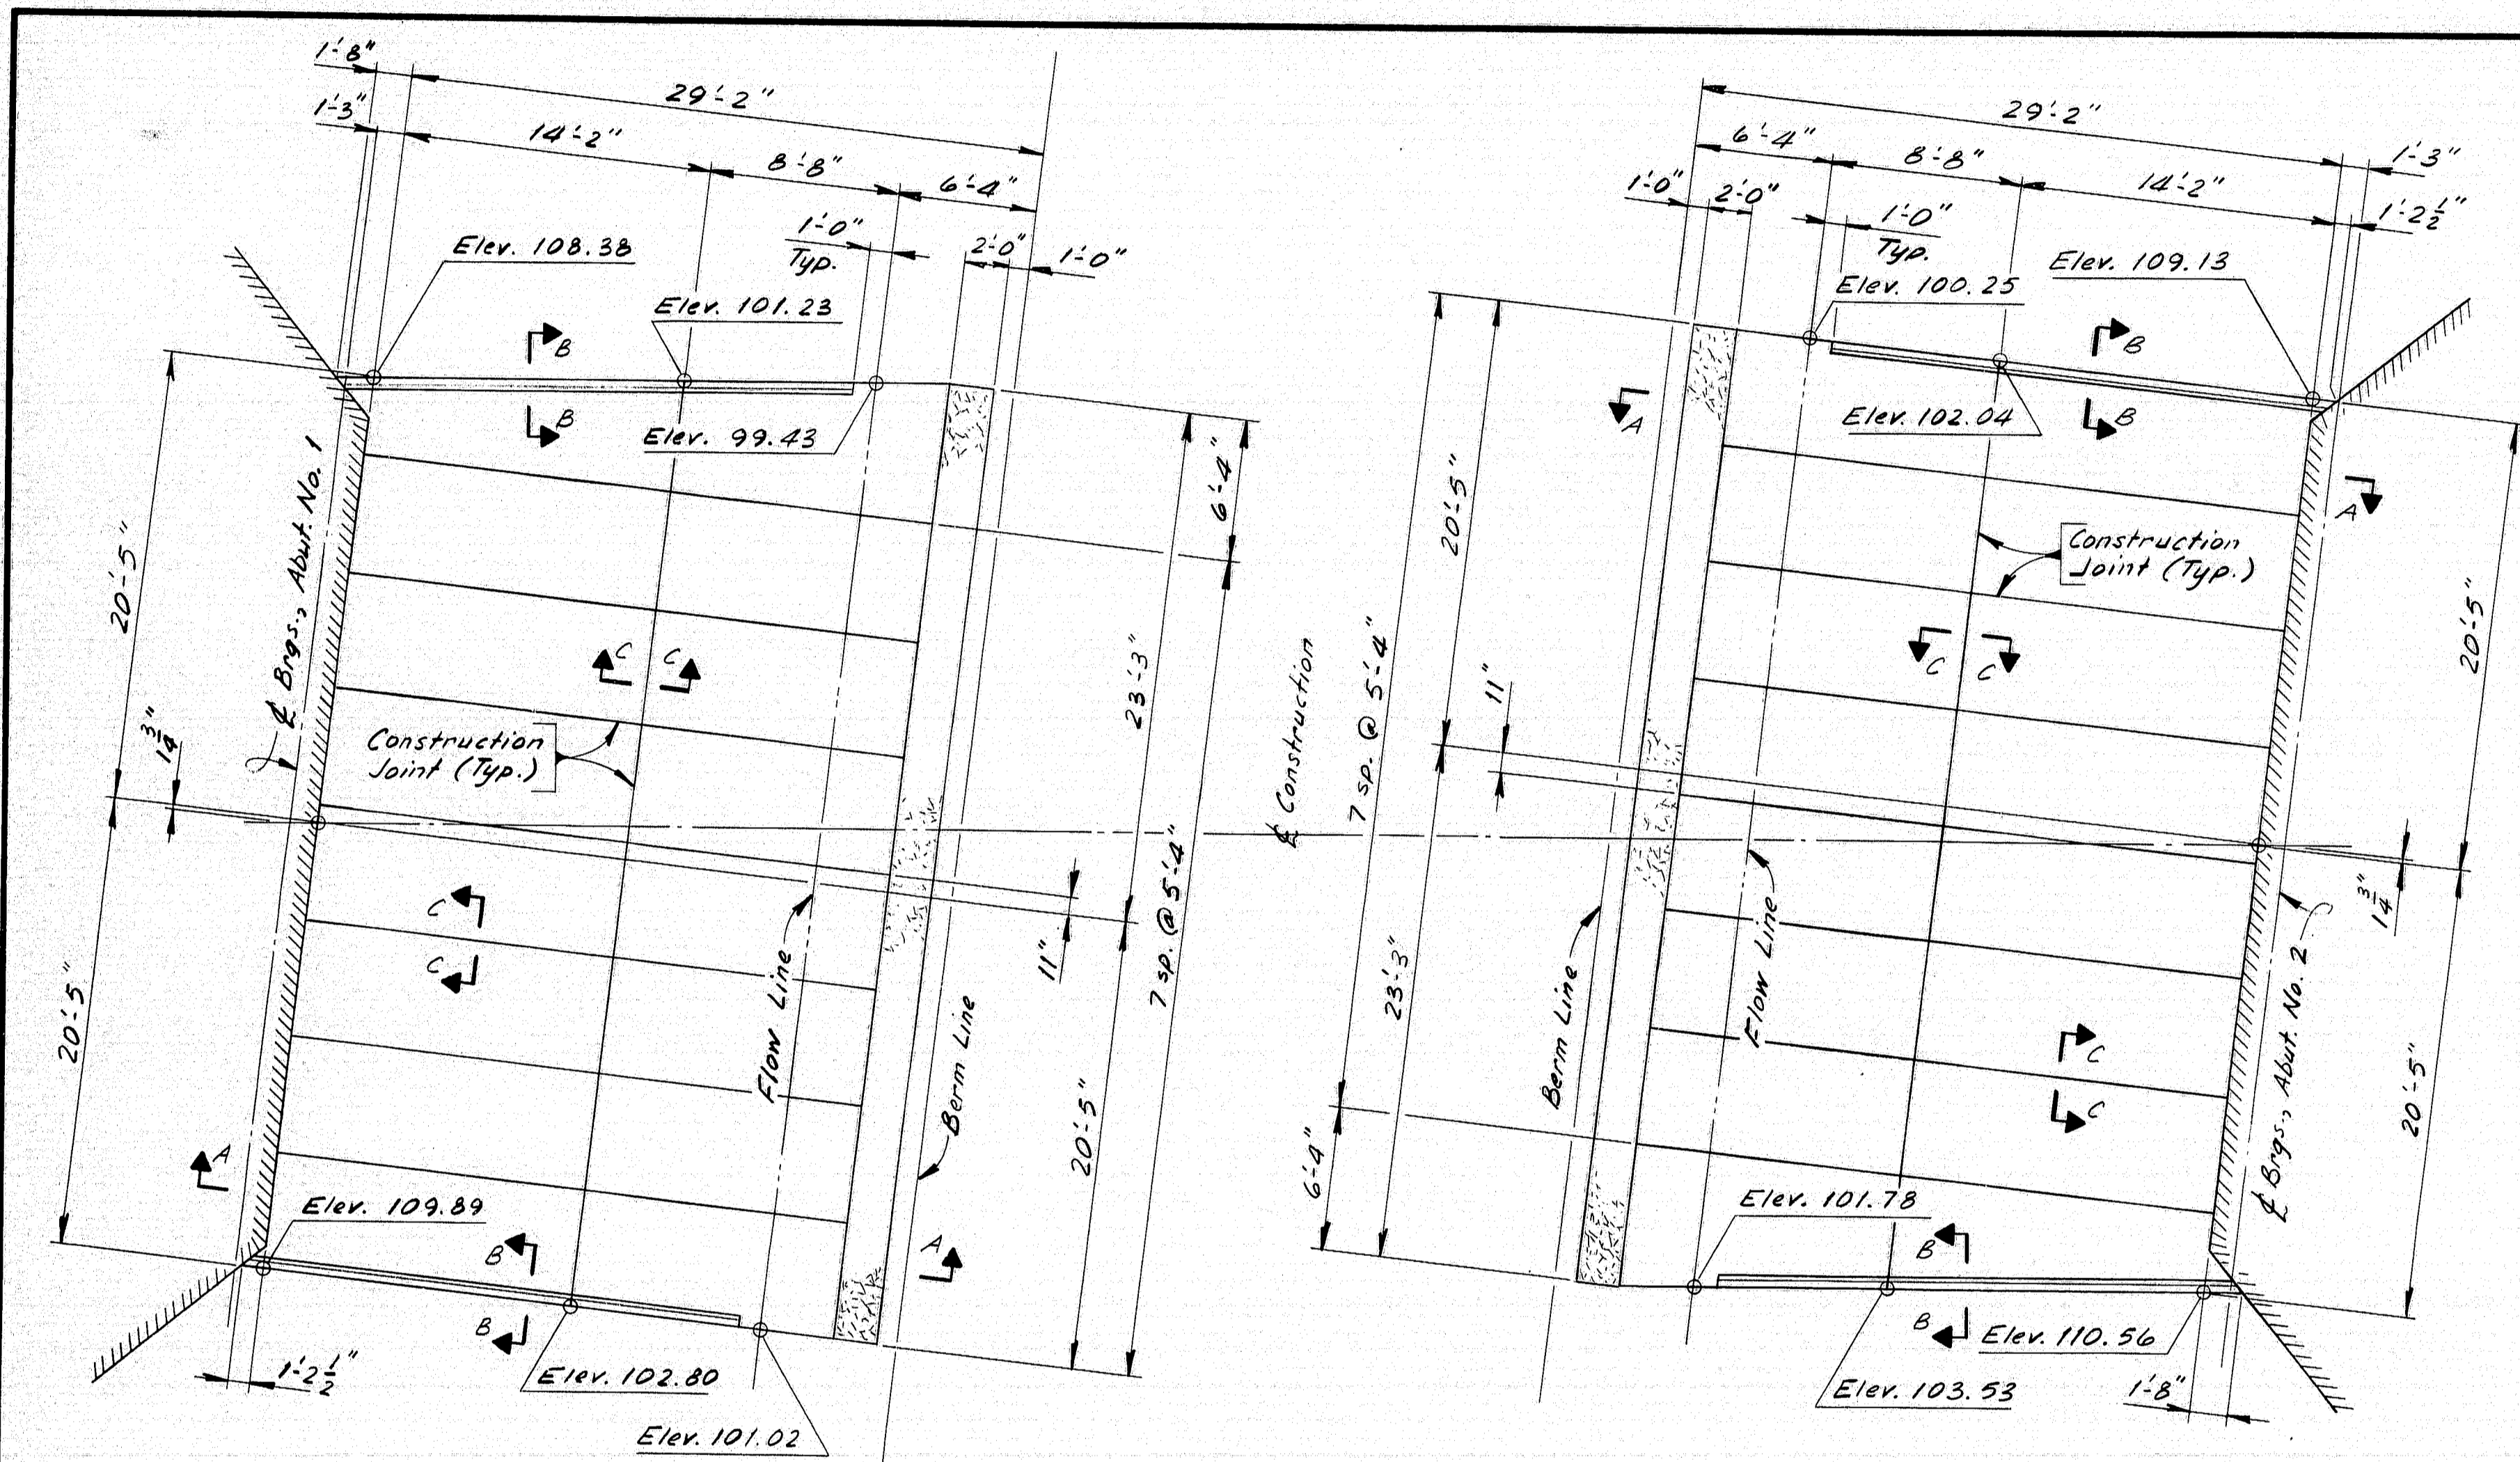 1'-8"
29'-2"
1'-3"
14'-2"
8'-8"
6'-4"
1'-0"
Typ.
2'-0"
1'-0"
Elev. 108.38
Elev. 101.23
B
B
Elev. 99.43
℄ Brgs., Abut. No. 1
20'-5"
1 3/4"
C
C
Construction
Joint (Typ.)
6'-4"
23'-3"
7 sp. @ 5'-4"
11"
C
C
Flow Line
Berm Line
20'-5"
20'-5"
A
Elev. 109.89
B
B
A
1'-2 1/2"
Elev. 102.80
Elev. 101.02
29'-2"
6'-4"
8'-8"
14'-2"
1'-3"
1'-0"
2'-0"
1'-0"
Typ.
1'-2 1/2"
Elev. 100.25
Elev. 109.13
B
B
A
Elev. 102.04
A
20'-5"
Construction
Joint (Typ.)
20'-5"
℄ Construction
7 sp. @ 5'-4"
11"
C
C
1 3/4"
23'-3"
Berm Line
Flow Line
C
C
℄ Brgs., Abut. No. 2
20'-5"
6'-4"
Elev. 101.78
B
B
Elev. 110.56
Elev. 103.53
1'-8"